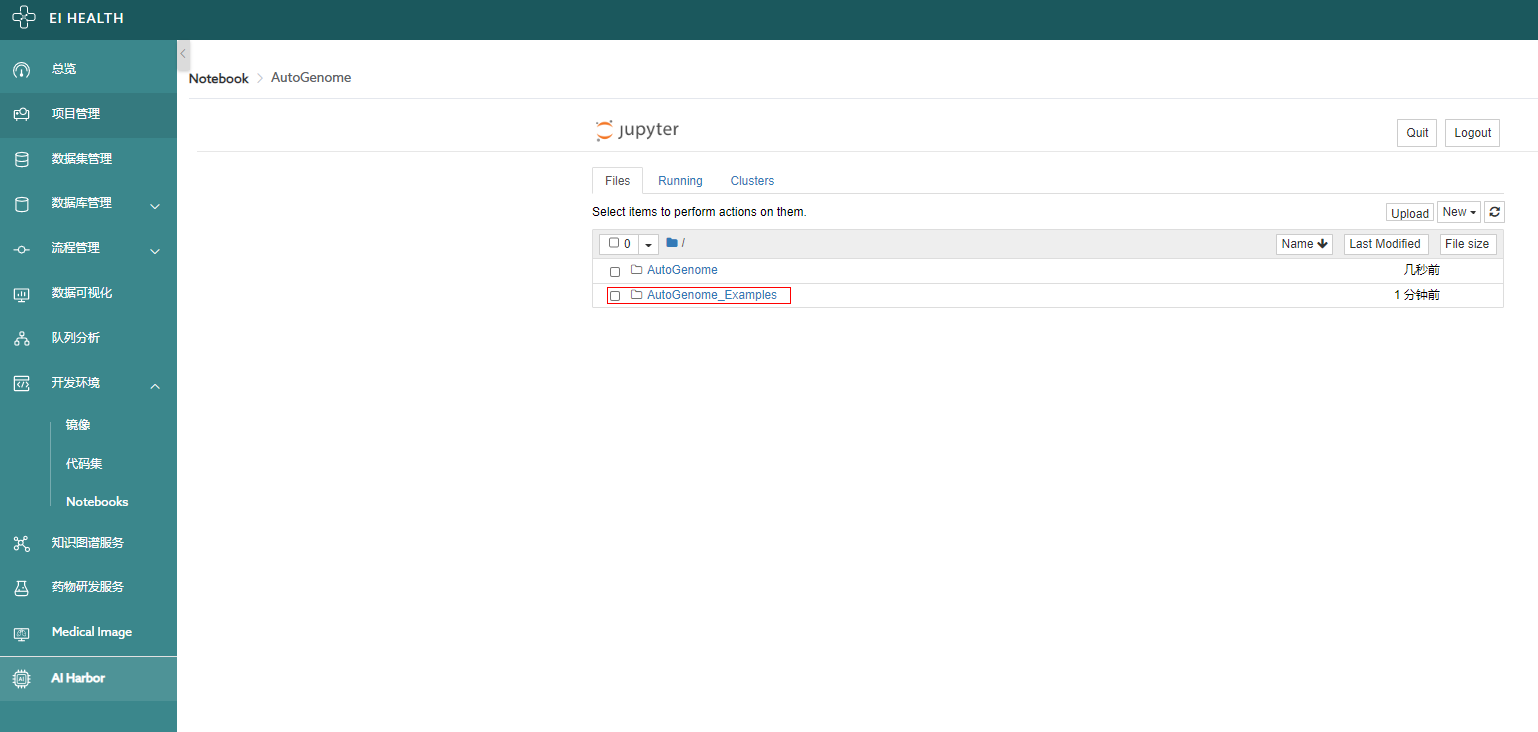 EI HEALTH
总览
项目管理
数据集管理
数据库管理
流程管理
数据可视化
队列分析
开发环境
镜像
代码集
Notebooks
知识图谱服务
药物研发服务
Medical Image
AI Harbor
Notebook > AutoGenome
jupyter
Quit Logout
Files Running Clusters
Select items to perform actions on them.
Upload New
0 / Name Last Modified File size
AutoGenome 几秒前
AutoGenome_Examples 1 分钟前